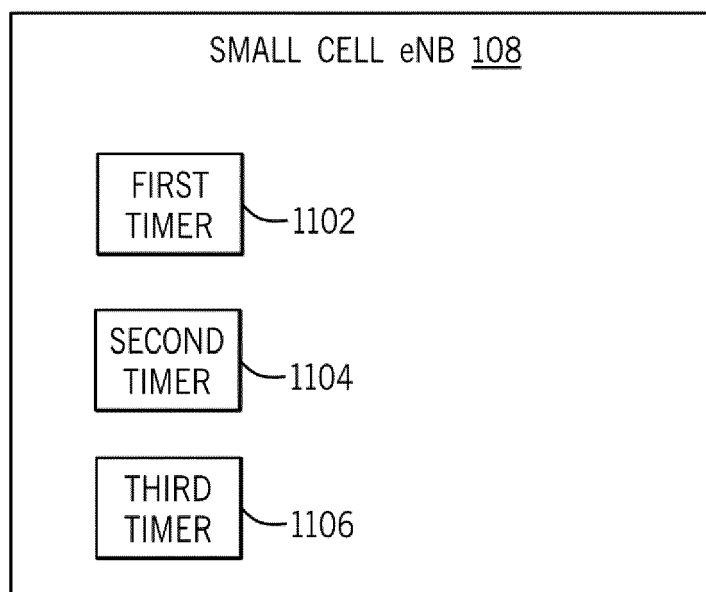 SMALL CELL eNB 108
FIRST
TIMER
1102
SECOND
TIMER
1104
THIRD
TIMER
1106